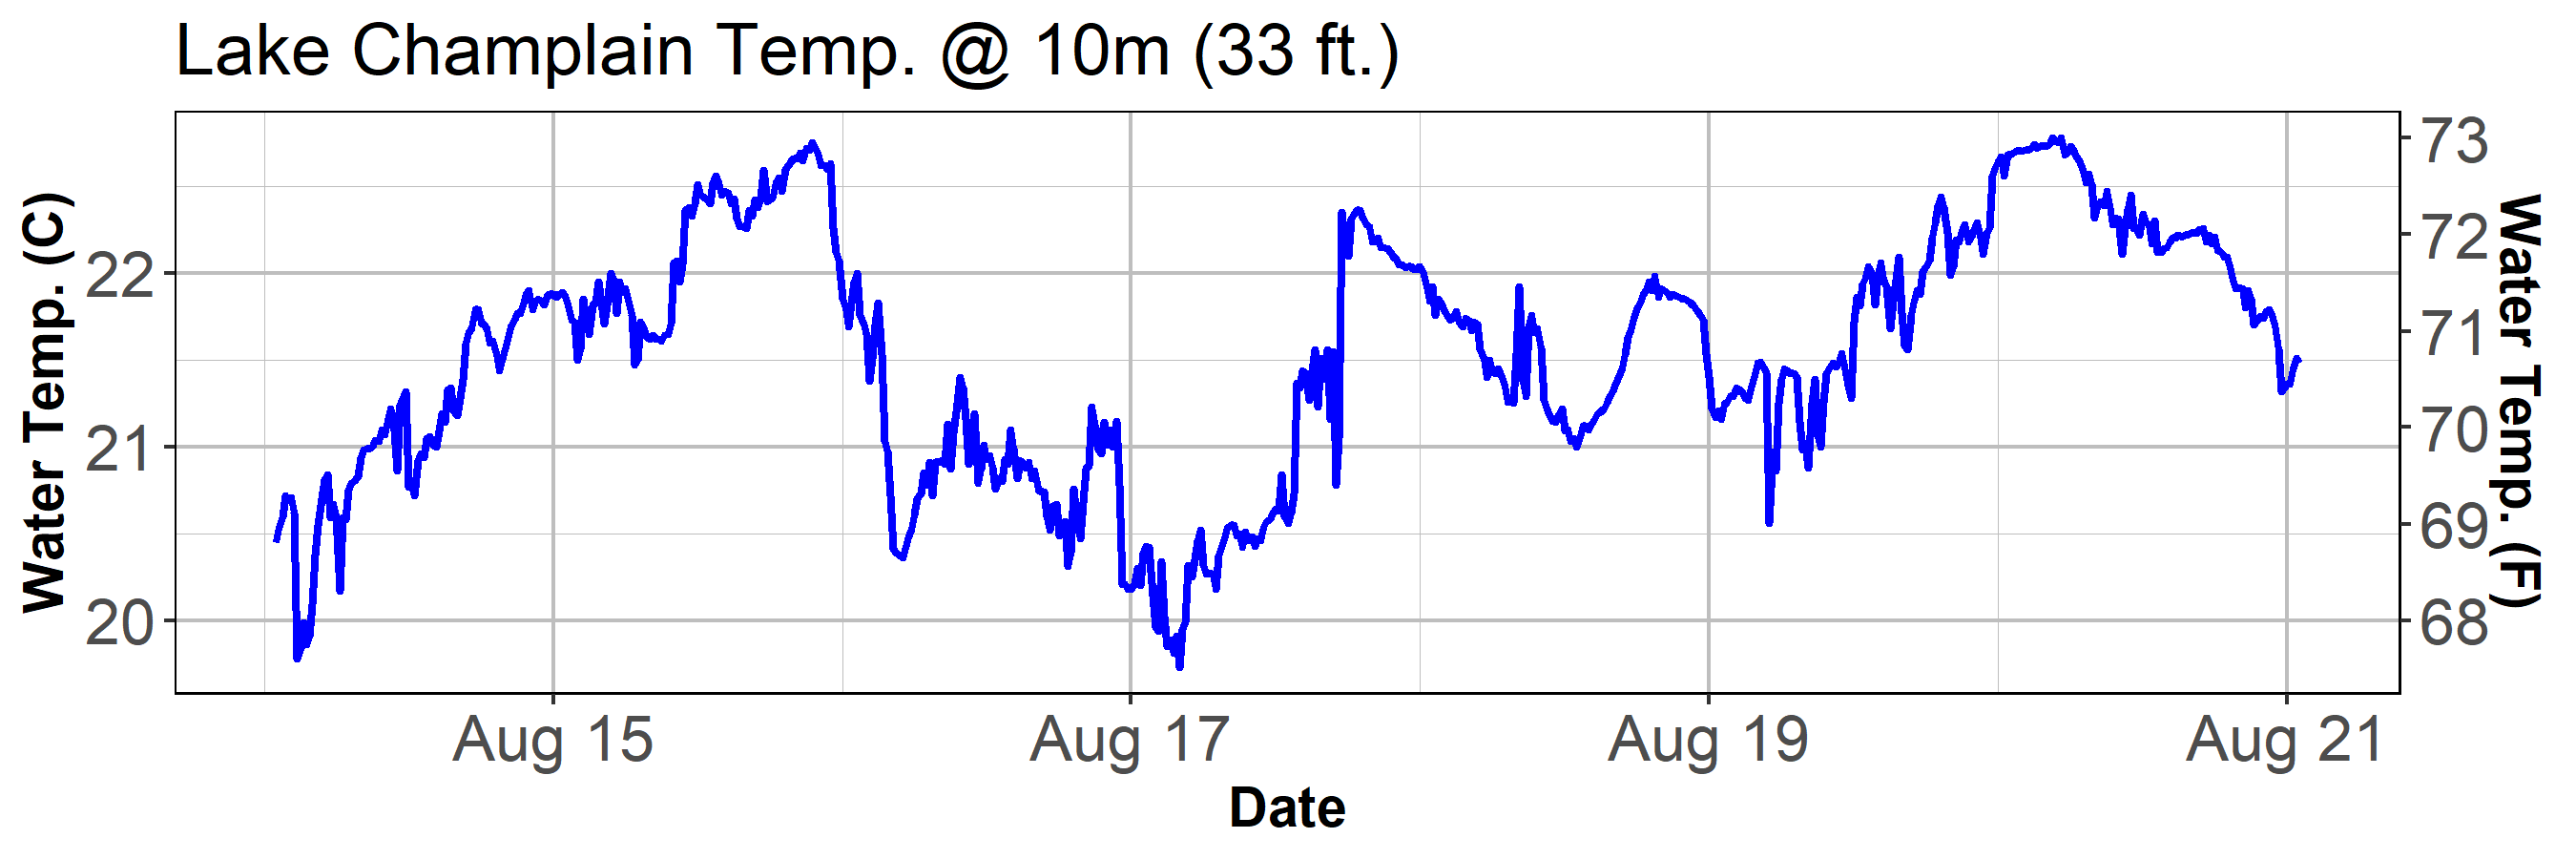 Lake Champlain Temp. @ 10m (33 ft.)
Water Temp. (C)
22
21
20
73
72
71
70
69
68
Water Temp. (F)
Aug 15
Aug 17
Aug 19
Aug 21
Date